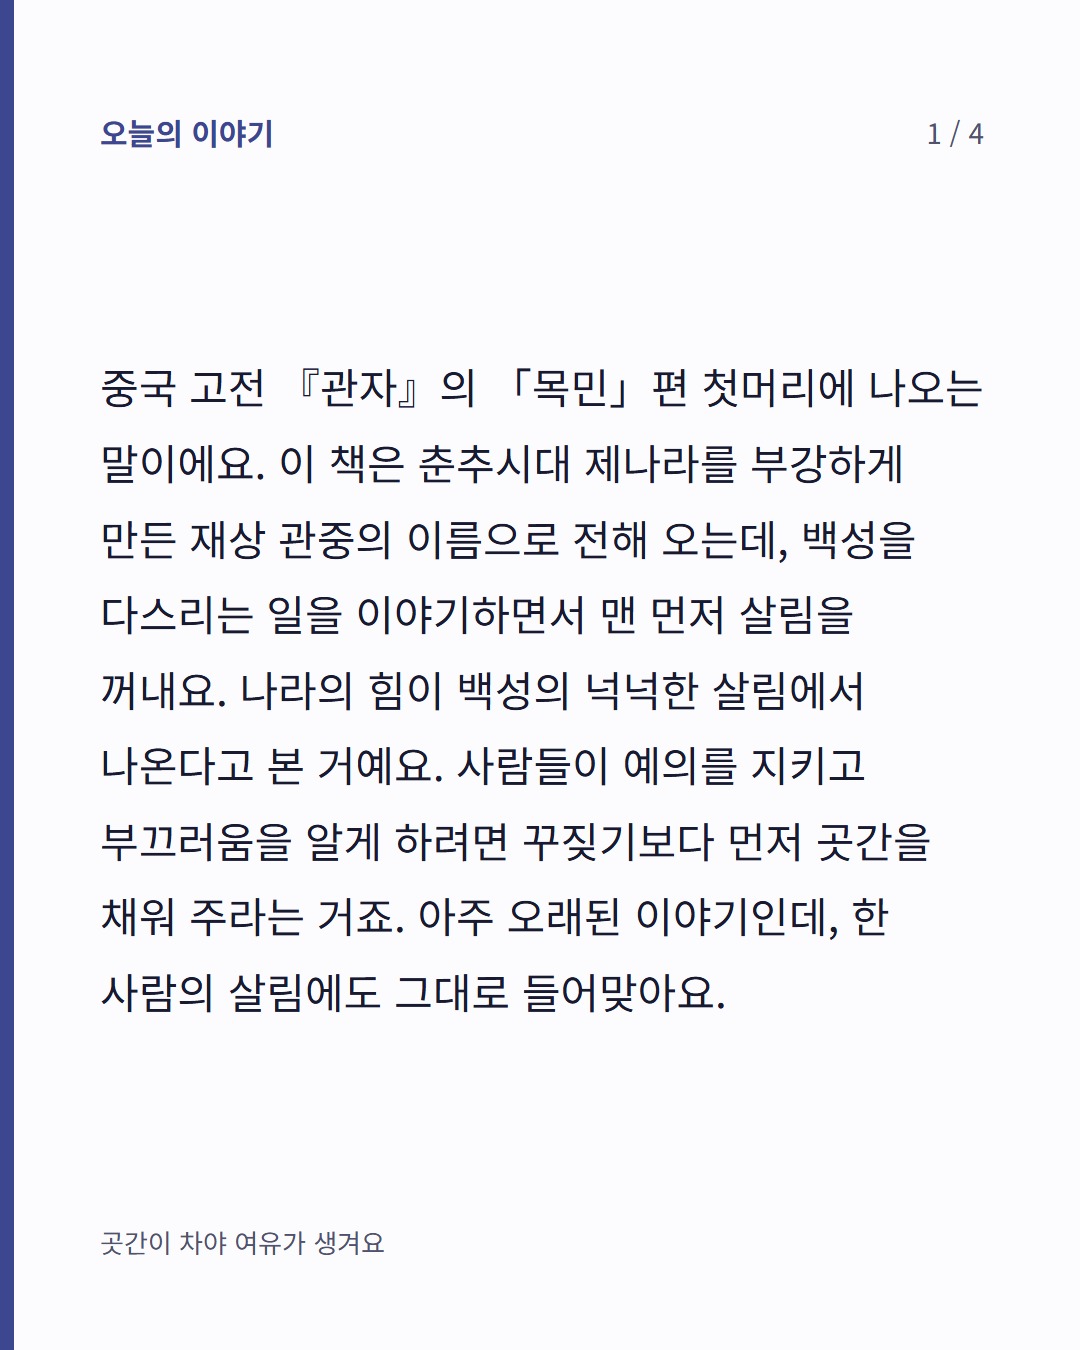 오늘의 이야기
1 / 4
중국 고전 『관자』의 「목민」편 첫머리에 나오는
말이에요. 이 책은 춘추시대 제나라를 부강하게
만든 재상 관중의 이름으로 전해 오는데, 백성을
다스리는 일을 이야기하면서 맨 먼저 살림을
꺼내요. 나라의 힘이 백성의 넉넉한 살림에서
나온다고 본 거예요. 사람들이 예의를 지키고
부끄러움을 알게 하려면 꾸짖기보다 먼저 곳간을
채워 주라는 거죠. 아주 오래된 이야기인데, 한
사람의 살림에도 그대로 들어맞아요.
곳간이 차야 여유가 생겨요